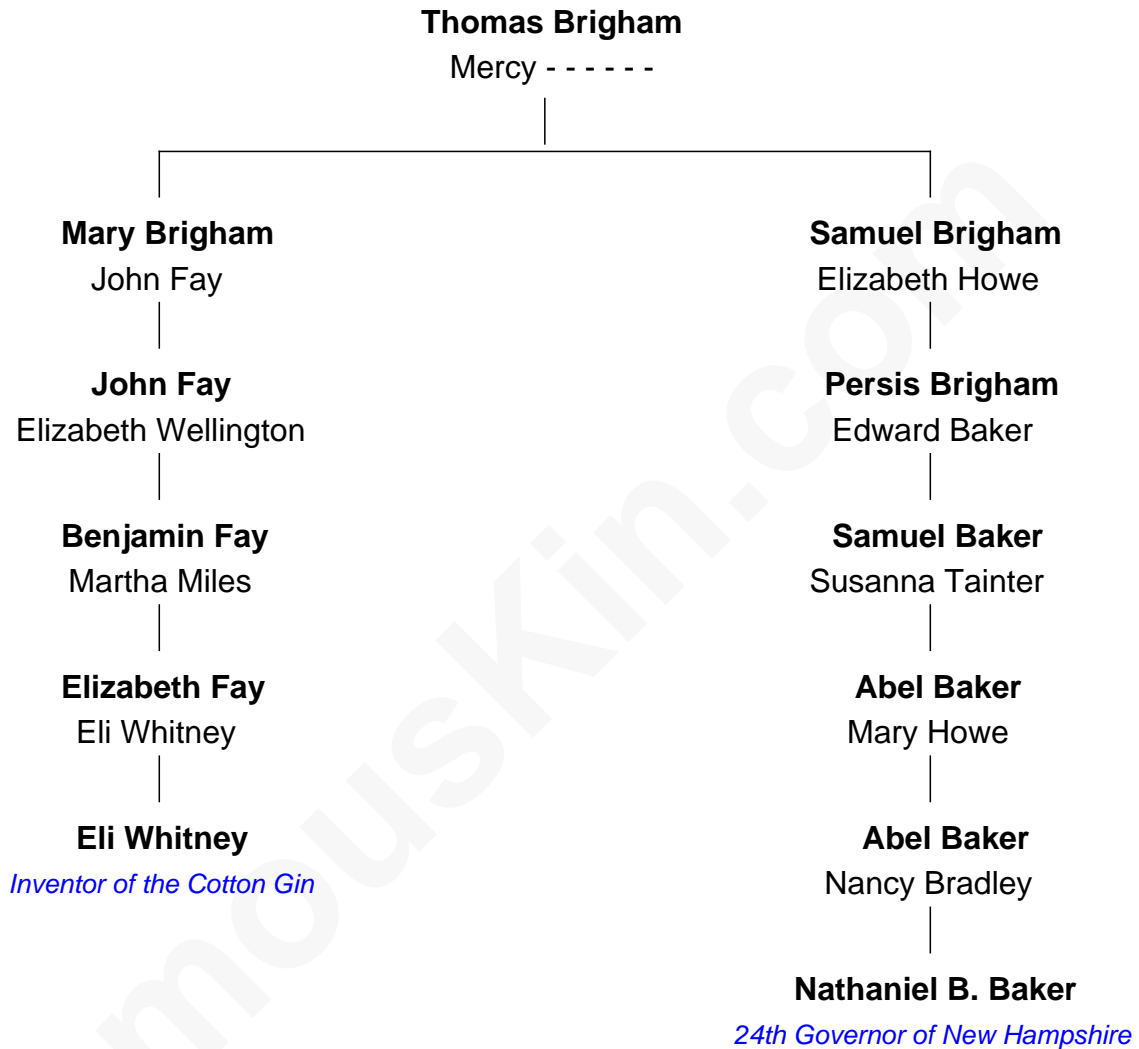 Thomas Brigham
Mercy - - - - - -
Mary Brigham
John Fay
John Fay
Elizabeth Wellington
Benjamin Fay
Martha Miles
Elizabeth Fay
Eli Whitney
Eli Whitney
Inventor of the Cotton Gin
Samuel Brigham
Elizabeth Howe
Persis Brigham
Edward Baker
Samuel Baker
Susanna Tainter
Abel Baker
Mary Howe
Abel Baker
Nancy Bradley
Nathaniel B. Baker
24th Governor of New Hampshire
mousKin.com